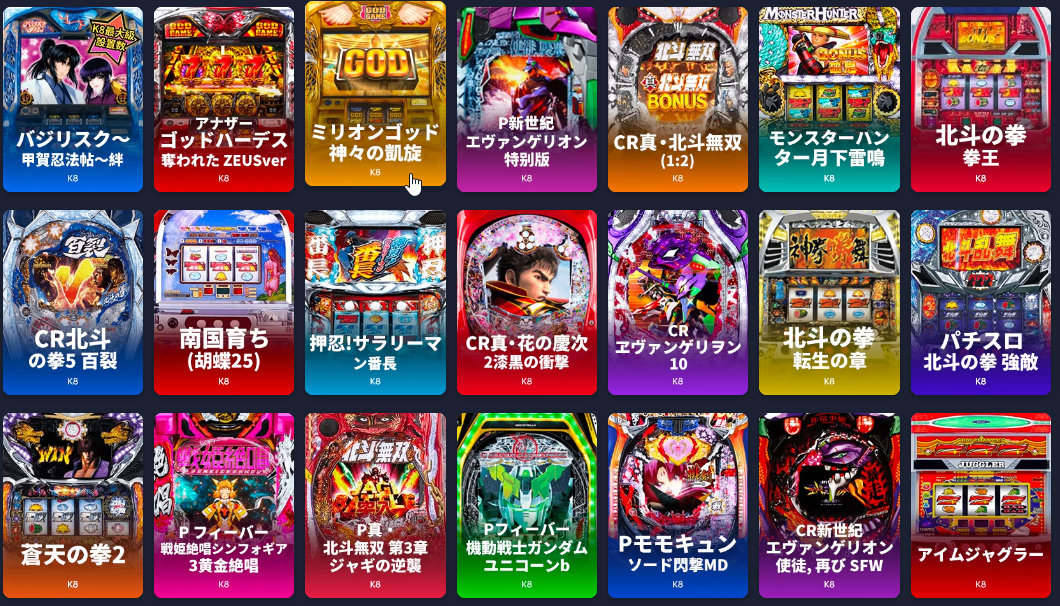 K8最大級
設置数
バジリスク〜
甲賀忍法帖〜絆
K8
GOD GAME
アナザー
ゴッドハーデス
奪われた ZEUSver
K8
GOD GAME
GOD
ミリオンゴッド
神々の凱旋
K8
P新世紀
エヴァンゲリオン
特別版
K8
北斗無双
真 北斗無双
BONUS
CR真・北斗無双
(1:2)
K8
MONSTER HUNTER
BONUS
モンスターハン
ター月下雷鳴
K8
BONUS
北斗の拳
拳王
K8
百裂
CR北斗
の拳5 百裂
K8
南国育ち
(胡蝶25)
K8
番長
押忍
番長
押忍!サラリーマ
ン番長
K8
CR真・花の慶次
2漆黒の衝撃
K8
CR
ヱヴァンゲリヲン
10
K8
北斗の拳
転生の章
K8
パチスロ
北斗の拳 強敵
K8
蒼天の拳2
K8
戦姫絶唱
P フィーバー
戦姫絶唱シンフォギア
3黄金絶唱
K8
北斗無双
P真・
北斗無双 第3章
ジャギの逆襲
K8
Pフィーバー
機動戦士ガンダム
ユニコーンb
K8
Pモモキュン
ソード閃撃MD
K8
CR新世紀
エヴァンゲリオン
使徒, 再び SFW
K8
JUGGLER
アイムジャグラー
K8